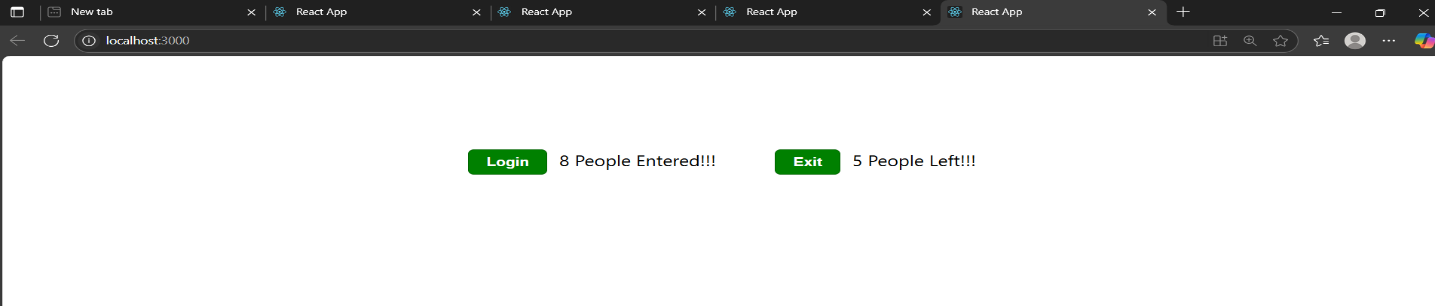 New tab React App React App React App React App
localhost:3000
Login 8 People Entered!!! Exit 5 People Left!!!